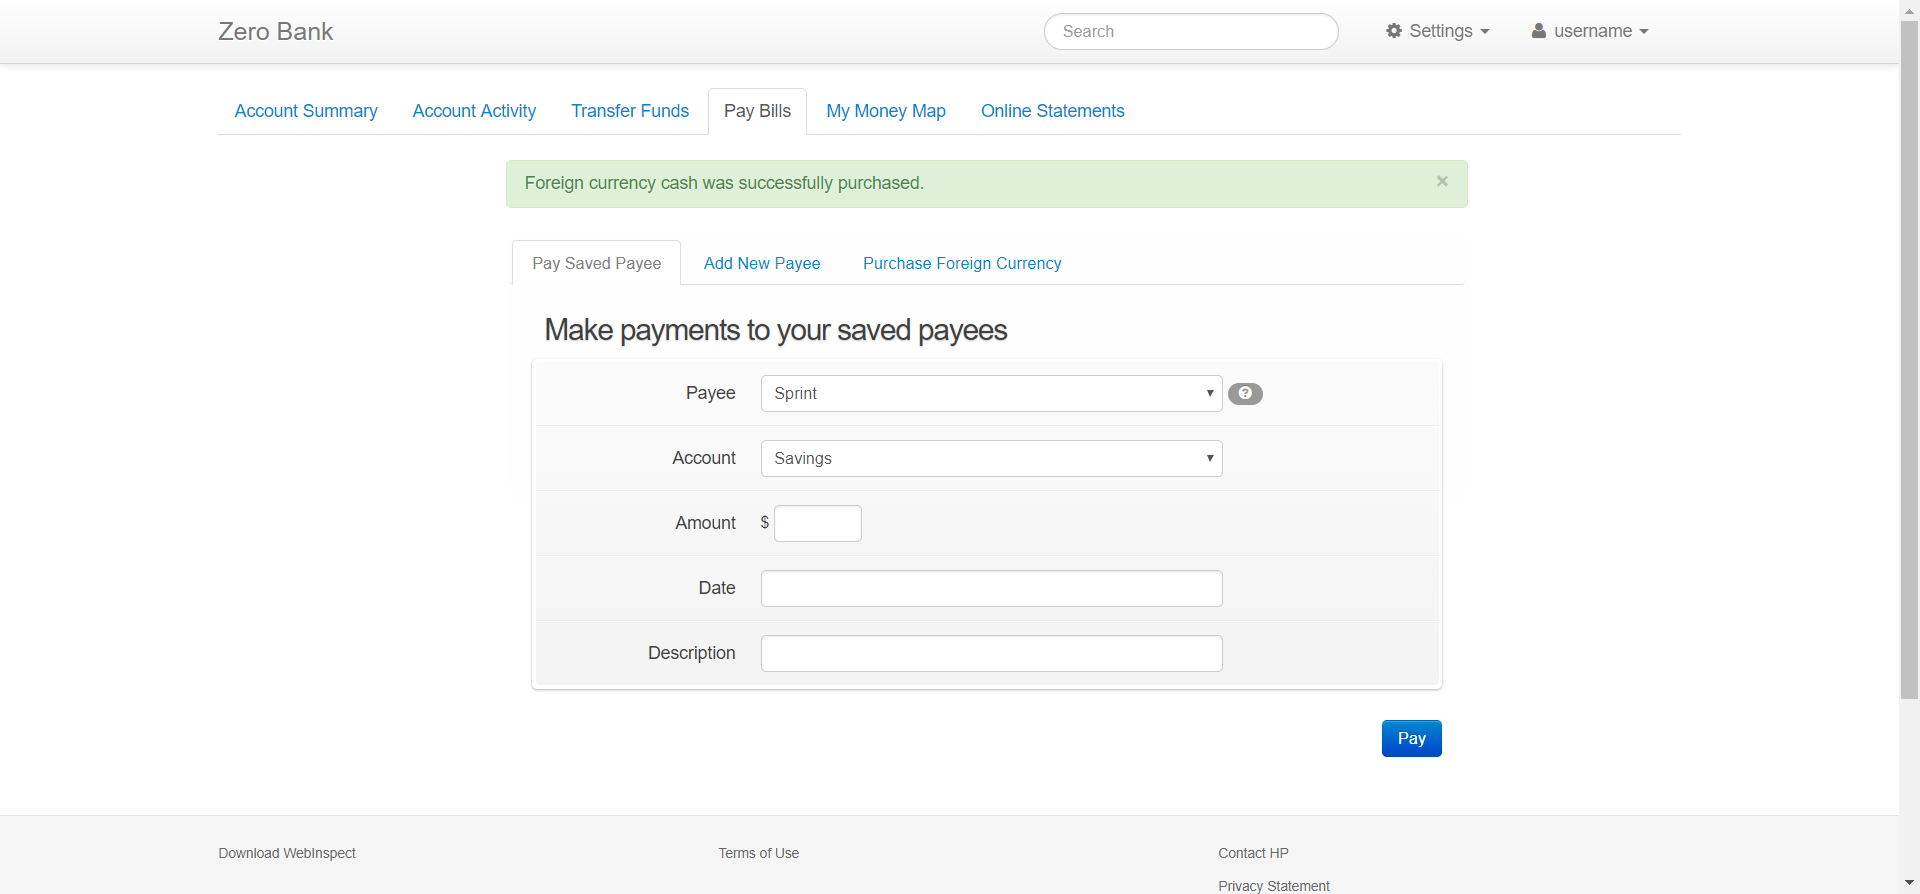 Zero Bank Search Settings username
Account Summary Account Activity Transfer Funds Pay Bills My Money Map Online Statements
Foreign currency cash was successfully purchased. ×
Pay Saved Payee Add New Payee Purchase Foreign Currency
Make payments to your saved payees
Payee Sprint ?
Account Savings
Amount $
Date
Description
Pay
Download WebInspect Terms of Use Contact HP
Privacy Statement